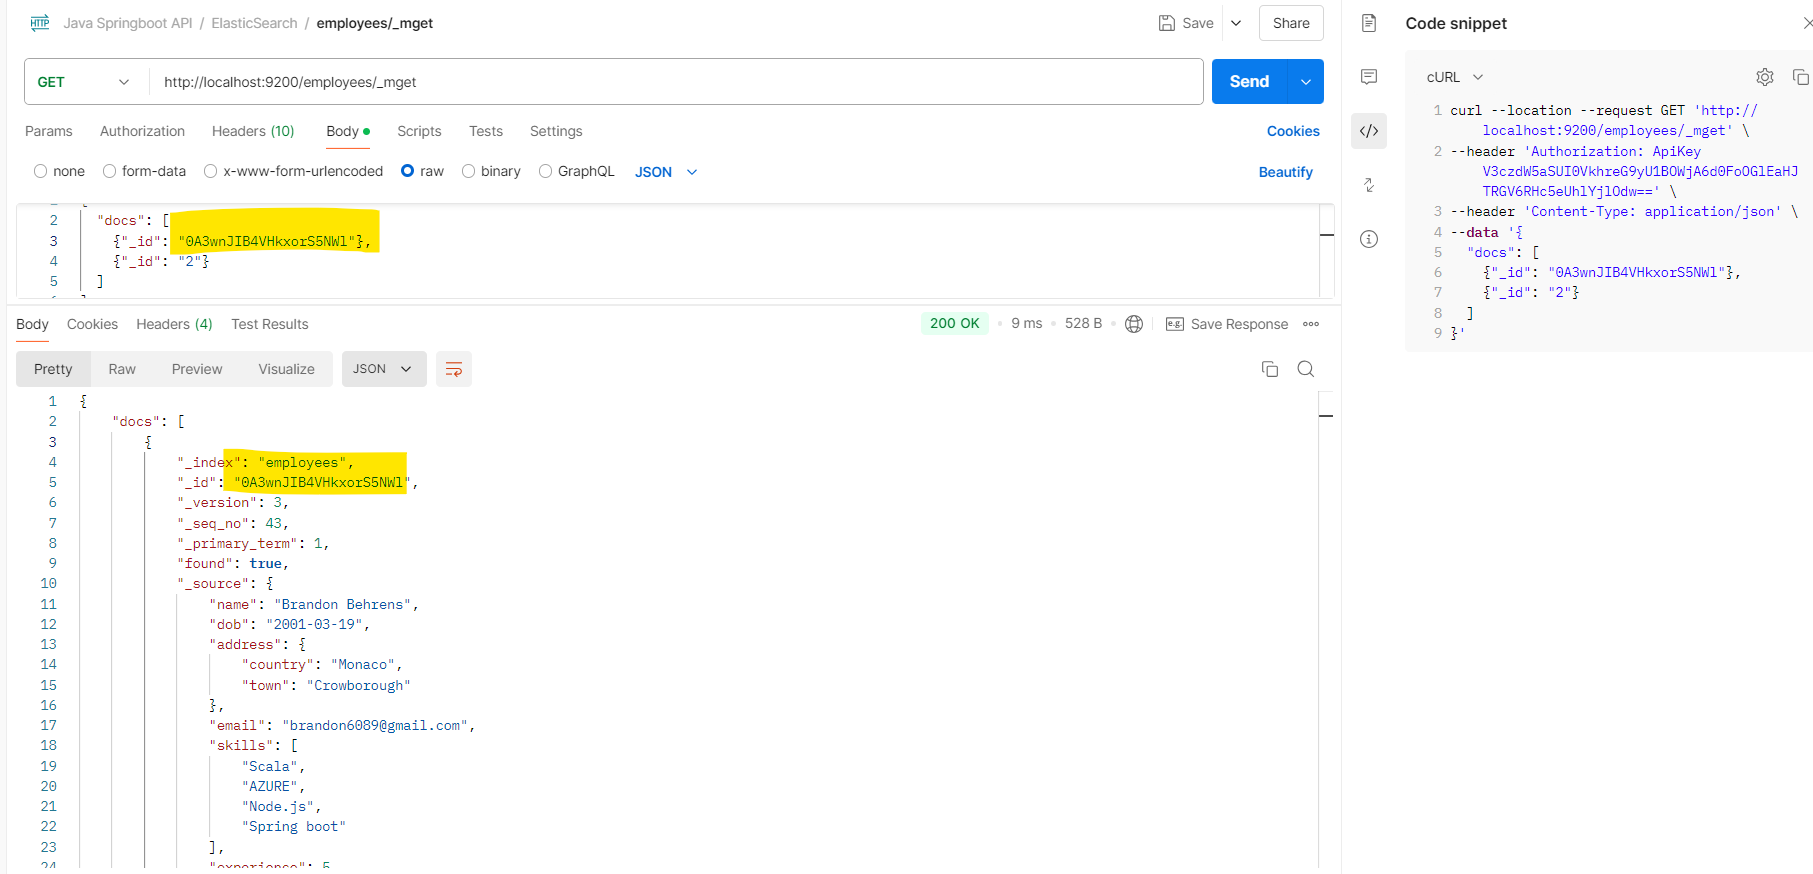 Java Springboot API / ElasticSearch / employees/_mget
Save
Share
GET
http://localhost:9200/employees/_mget
Send
Params Authorization Headers (10) Body Scripts Tests Settings
Cookies
none form-data x-www-form-urlencoded raw binary GraphQL JSON
Beautify
2 "docs": [
3 {"_id": "0A3wnJIB4VHkxorS5NWl"},
4 {"_id": "2"}
5 ]
Body Cookies Headers (4) Test Results
200 OK 9 ms 528 B
e.g. Save Response
Pretty Raw Preview Visualize JSON
1 {
2 "docs": [
3 {
4 "_index": "employees",
5 "_id": "0A3wnJIB4VHkxorS5NWl",
6 "_version": 3,
7 "_seq_no": 43,
8 "_primary_term": 1,
9 "found": true,
10 "_source": {
11 "name": "Brandon Behrens",
12 "dob": "2001-03-19",
13 "address": {
14 "country": "Monaco",
15 "town": "Crowborough"
16 },
17 "email": "brandon6089@gmail.com",
18 "skills": [
19 "Scala",
20 "AZURE",
21 "Node.js",
22 "Spring boot"
23 ],
24 "experience": 5
Code snippet
cURL
1 curl --location --request GET 'http://
localhost:9200/employees/_mget' \
2 --header 'Authorization: ApiKey
V3czdW5aSUI0VkhreG9yU1BOWjA6d0FoOGlEaHJ
TRGV6RHc5eUhlYjlOdw==' \
3 --header 'Content-Type: application/json' \
4 --data '{
5 "docs": [
6 {"_id": "0A3wnJIB4VHkxorS5NWl"},
7 {"_id": "2"}
8 ]
9 }'